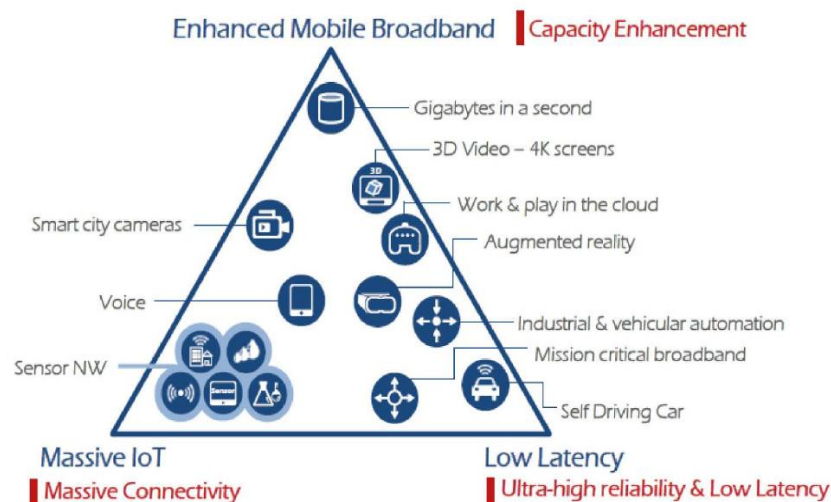 Enhanced Mobile Broadband
Capacity Enhancement
Gigabytes in a second
3D Video – 4K screens
3D
Smart city cameras
Work & play in the cloud
Augmented reality
Voice
Industrial & vehicular automation
Mission critical broadband
Sensor NW
Sensor
Self Driving Car
Massive IoT
Low Latency
Massive Connectivity
Ultra-high reliability & Low Latency